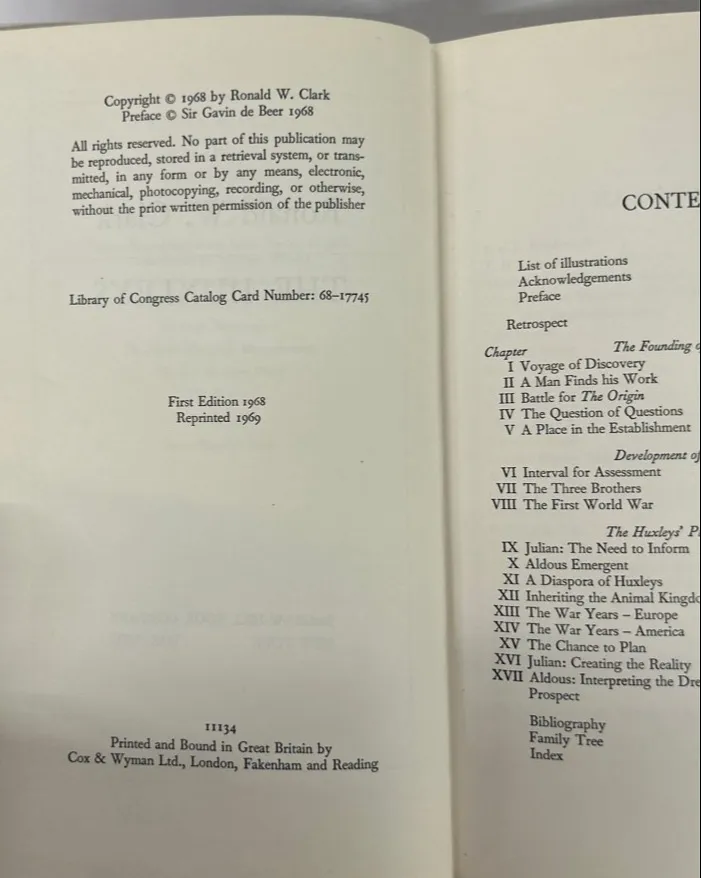 Copyright © 1968 by Ronald W. Clark
Preface © Sir Gavin de Beer 1968
All rights reserved. No part of this publication may
be reproduced, stored in a retrieval system, or trans-
mitted, in any form or by any means, electronic,
mechanical, photocopying, recording, or otherwise,
without the prior written permission of the publisher
Library of Congress Catalog Card Number: 68–17745
First Edition 1968
Reprinted 1969
11134
Printed and Bound in Great Britain by
Cox & Wyman Ltd., London, Fakenham and Reading
CONTE
List of illustrations
Acknowledgements
Preface
Retrospect
Chapter The Founding o
I Voyage of Discovery
II A Man Finds his Work
III Battle for The Origin
IV The Question of Questions
V A Place in the Establishment
Development of
VI Interval for Assessment
VII The Three Brothers
VIII The First World War
The Huxleys' P
IX Julian: The Need to Inform
X Aldous Emergent
XI A Diaspora of Huxleys
XII Inheriting the Animal Kingdo
XIII The War Years – Europe
XIV The War Years – America
XV The Chance to Plan
XVI Julian: Creating the Reality
XVII Aldous: Interpreting the Dre
Prospect
Bibliography
Family Tree
Index